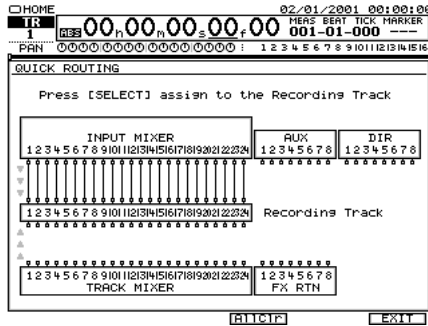 HOME 02/01/2001 00:00:00
TR 1 ABS 00h00m00s00f00 MEAS BEAT TICK MARKER
001-01-000 ---
PAN 1 2 3 4 5 6 7 8 9 10 11 12 13 14 15 16
QUICK ROUTING
Press [SELECT] assign to the Recording Track
INPUT MIXER AUX DIR
1 2 3 4 5 6 7 8 9 10 11 12 13 14 15 16 17 18 19 20 21 22 23 24 1 2 3 4 5 6 7 8 1 2 3 4 5 6 7 8
1 2 3 4 5 6 7 8 9 10 11 12 13 14 15 16 17 18 19 20 21 22 23 24 Recording Track
1 2 3 4 5 6 7 8 9 10 11 12 13 14 15 16 17 18 19 20 21 22 23 24 1 2 3 4 5 6 7 8
TRACK MIXER FX RTN
AllClr EXIT